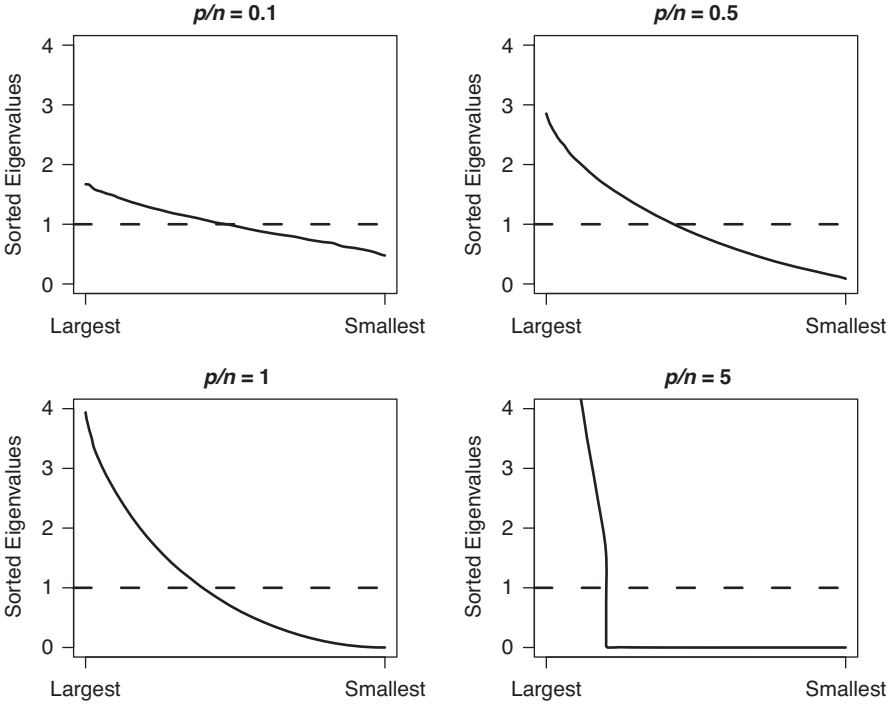 p/n = 0.1
4
3
2
1
0
Sorted Eigenvalues
Largest
Smallest
p/n = 0.5
4
3
2
1
0
Sorted Eigenvalues
Largest
Smallest
p/n = 1
4
3
2
1
0
Sorted Eigenvalues
Largest
Smallest
p/n = 5
4
3
2
1
0
Sorted Eigenvalues
Largest
Smallest